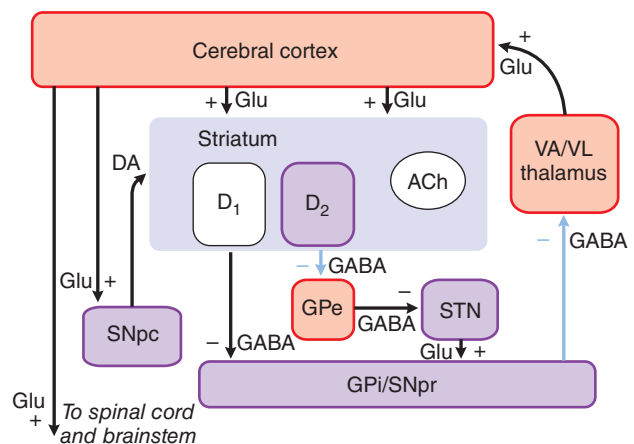 Cerebral cortex
+
Glu
+ Glu
+ Glu
Striatum
DA
D1
D2
ACh
VA/VL
thalamus
− GABA
− GABA
Glu +
SNpc
GPe
−
GABA
STN
− GABA
Glu +
GPi/SNpr
Glu
+
To spinal cord
and brainstem